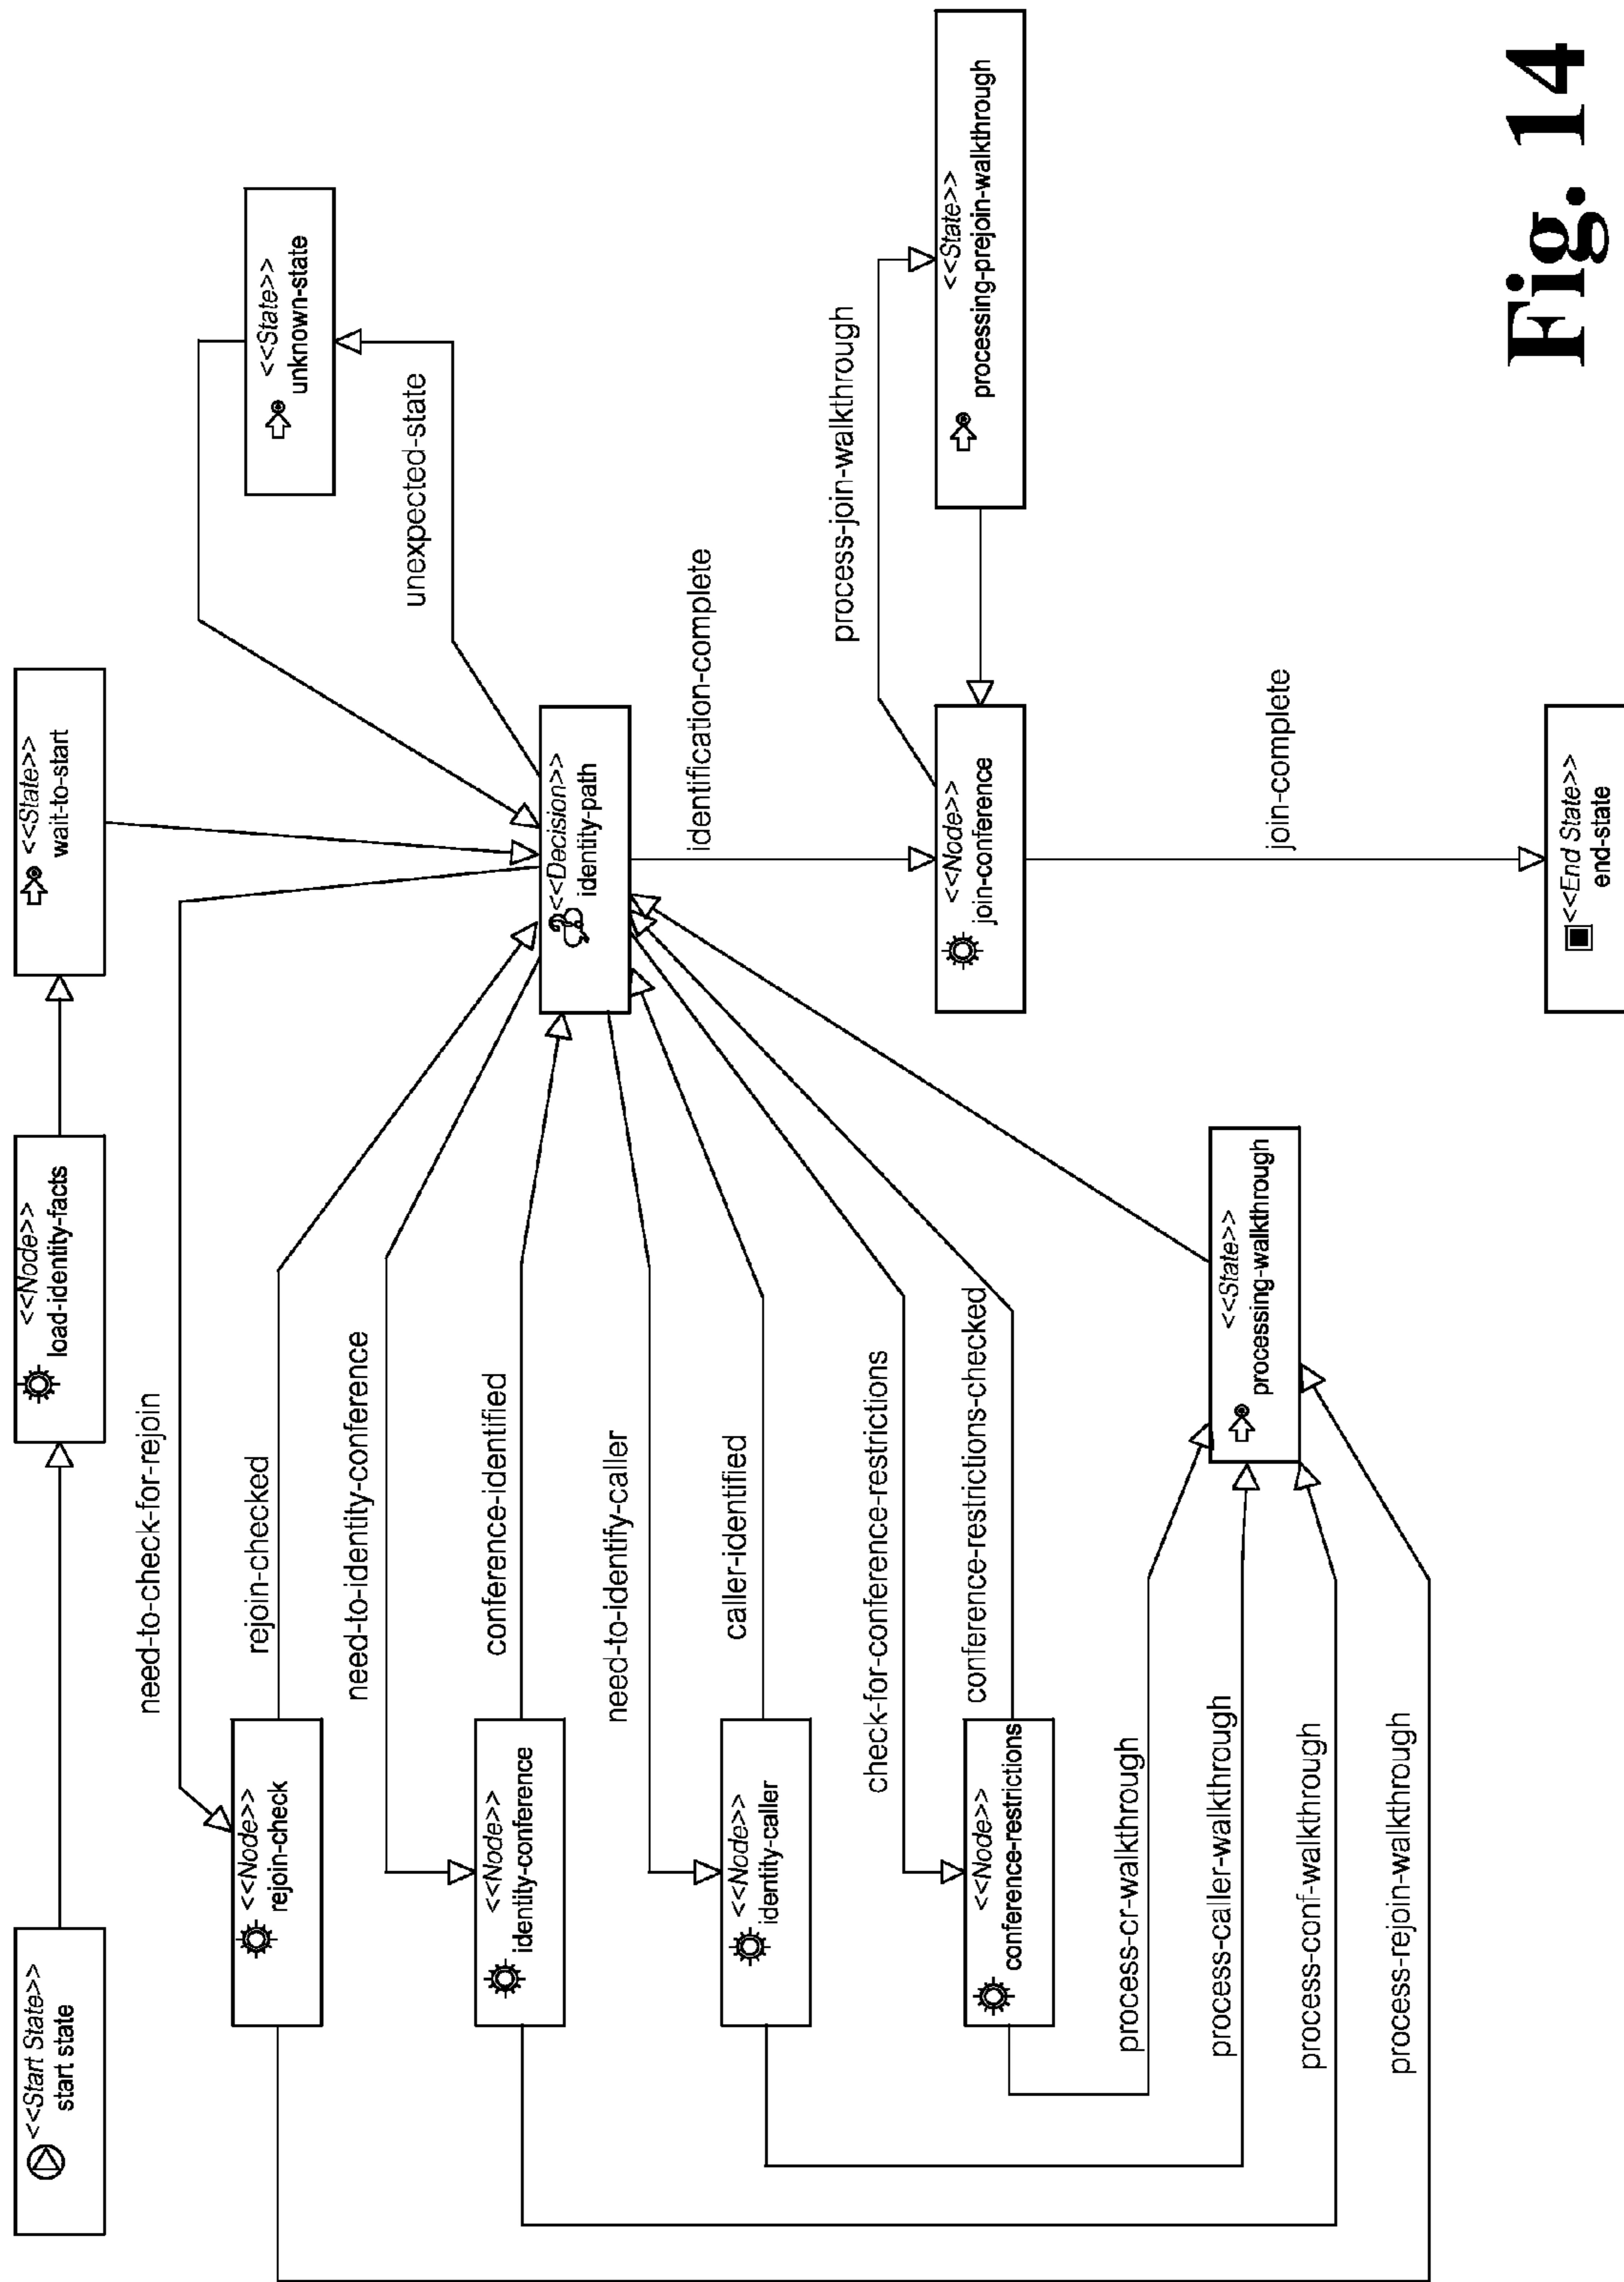 <<Start State>>
start state
<<Node>>
load-identity-facts
<<State>>
wait-to-start
need-to-check-for-rejoin
<<Node>>
rejoin-check
rejoin-checked
<<State>>
unknown-state
unexpected-state
need-to-identity-conference
<<Node>>
identity-conference
conference-identified
<<Decision>>
identity-path
need-to-identify-caller
identification-complete
<<Node>>
identity-caller
caller-identified
process-join-walkthrough
check-for-conference-restrictions
<<Node>>
conference-restrictions
conference-restrictions-checked
<<Node>>
join-conference
<<State>>
processing-prejoin-walkthrough
process-cr-walkthrough
process-caller-walkthrough
<<State>>
processing-walkthrough
join-complete
process-conf-walkthrough
process-rejoin-walkthrough
<<End State>>
end-state
Fig. 14